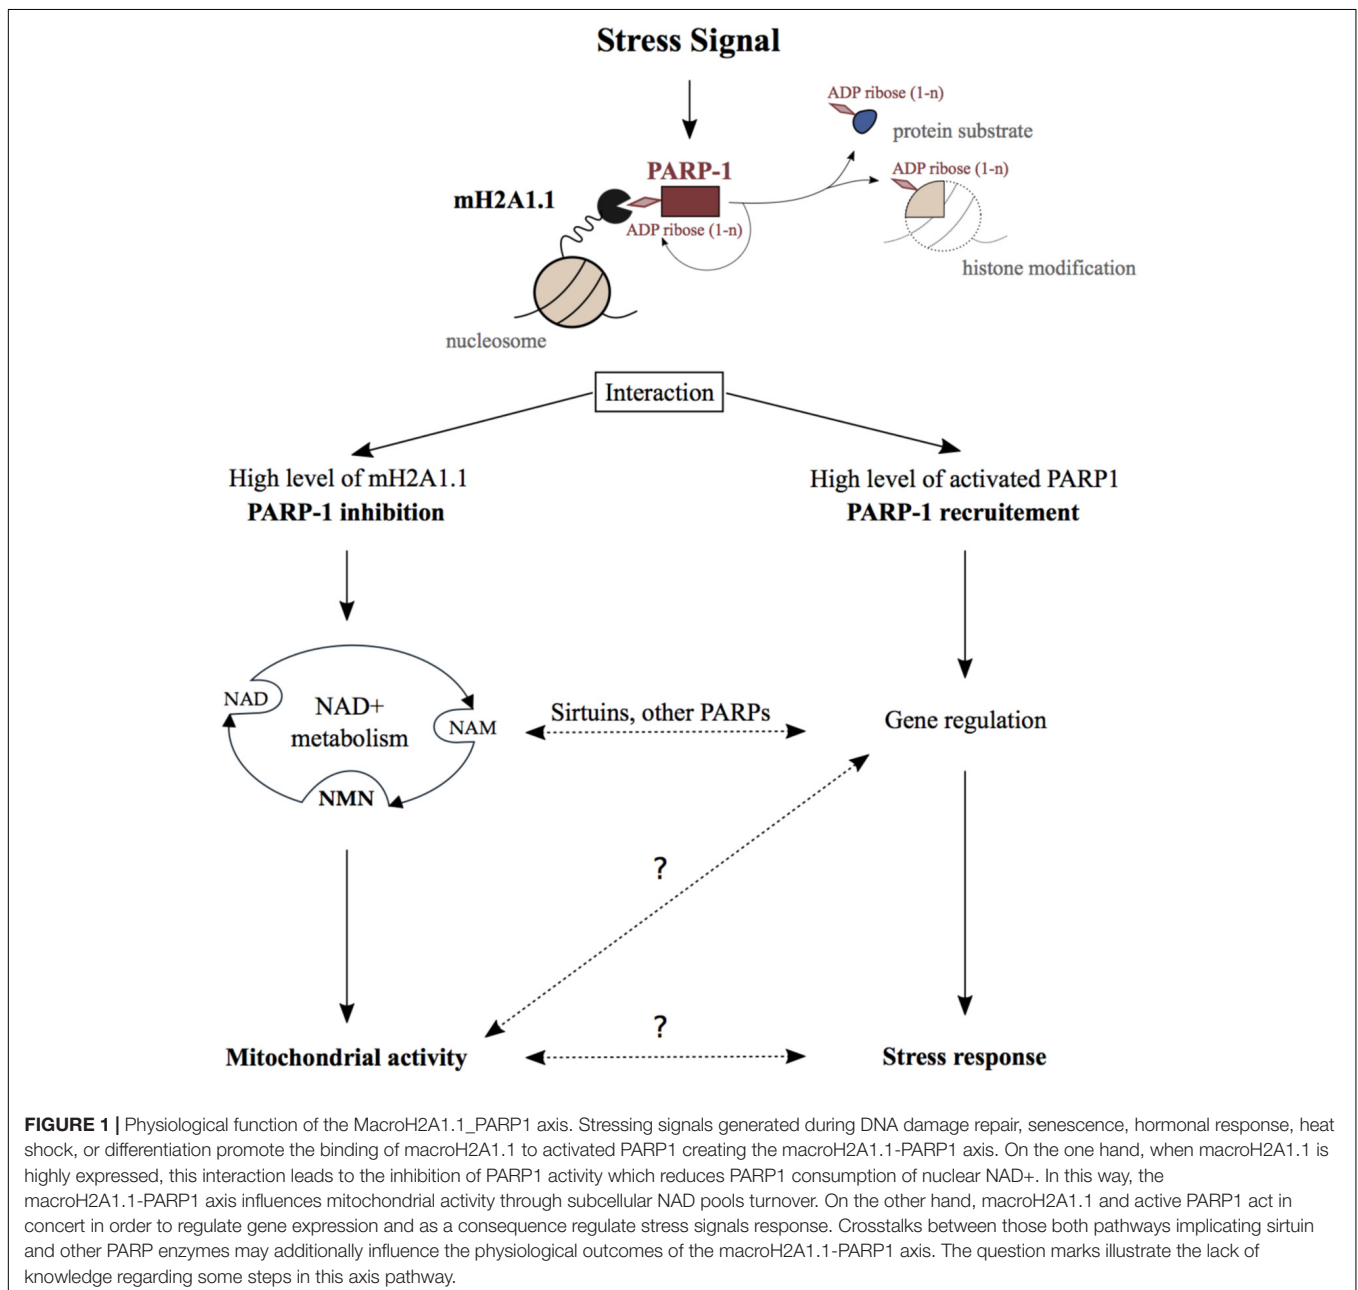 Stress Signal
ADP ribose (1-n)
protein substrate
PARP-1
ADP ribose (1-n)
mH2A1.1
ADP ribose (1-n)
histone modification
nucleosome
Interaction
High level of mH2A1.1
PARP-1 inhibition
High level of activated PARP1
PARP-1 recruitement
NAD
NAD+
metabolism
NAM
NMN
Sirtuins, other PARPs
Gene regulation
?
?
Mitochondrial activity
Stress response
FIGURE 1 | Physiological function of the MacroH2A1.1_PARP1 axis. Stressing signals generated during DNA damage repair, senescence, hormonal response, heat
shock, or differentiation promote the binding of macroH2A1.1 to activated PARP1 creating the macroH2A1.1-PARP1 axis. On the one hand, when macroH2A1.1 is
highly expressed, this interaction leads to the inhibition of PARP1 activity which reduces PARP1 consumption of nuclear NAD+. In this way, the
macroH2A1.1-PARP1 axis influences mitochondrial activity through subcellular NAD pools turnover. On the other hand, macroH2A1.1 and active PARP1 act in
concert in order to regulate gene expression and as a consequence regulate stress signals response. Crosstalks between those both pathways implicating sirtuin
and other PARP enzymes may additionally influence the physiological outcomes of the macroH2A1.1-PARP1 axis. The question marks illustrate the lack of
knowledge regarding some steps in this axis pathway.